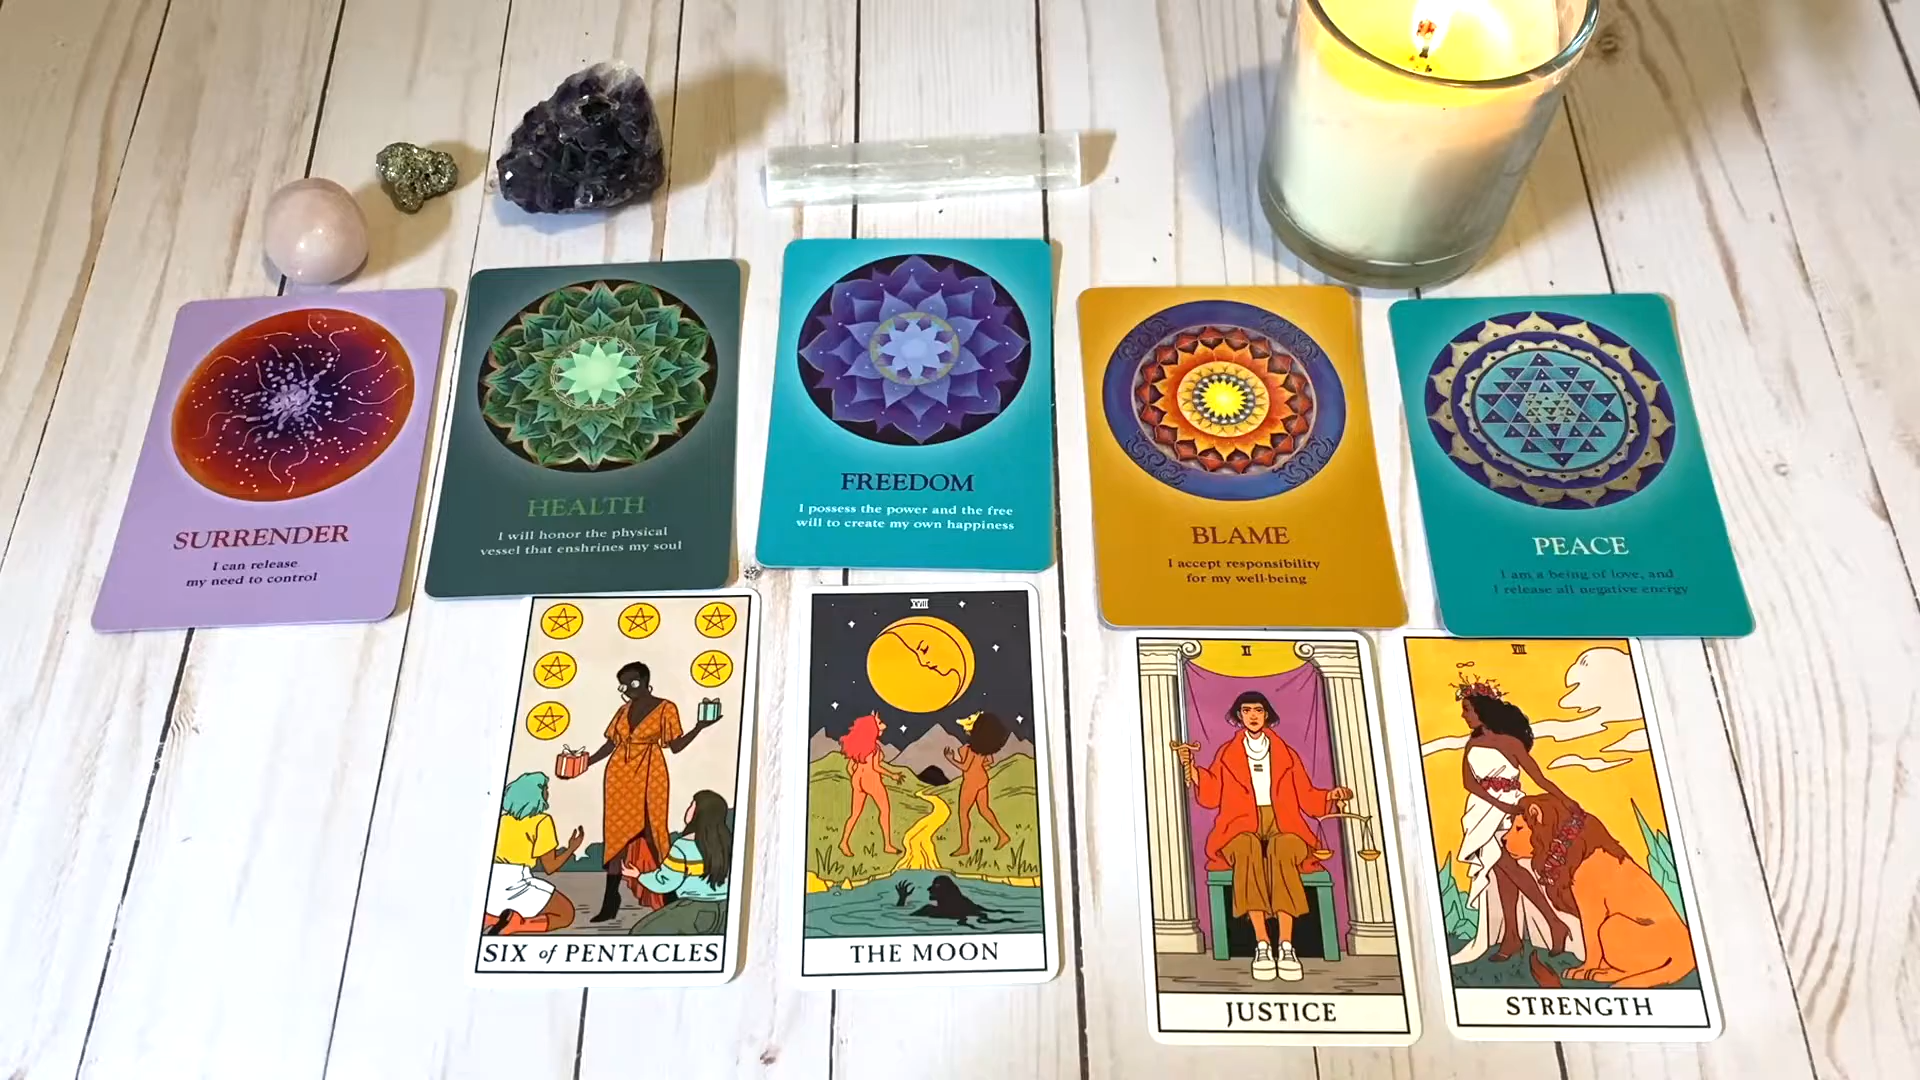 SURRENDER
I can release
my need to control
HEALTH
I will honor the physical
vessel that enshrines my soul
FREEDOM
I possess the power and the free
will to create my own happiness
BLAME
I accept responsibility
for my well-being
PEACE
I am a being of love, and
I release all negative energy
SIX of PENTACLES
XVIII
THE MOON
XI
JUSTICE
VIII
STRENGTH